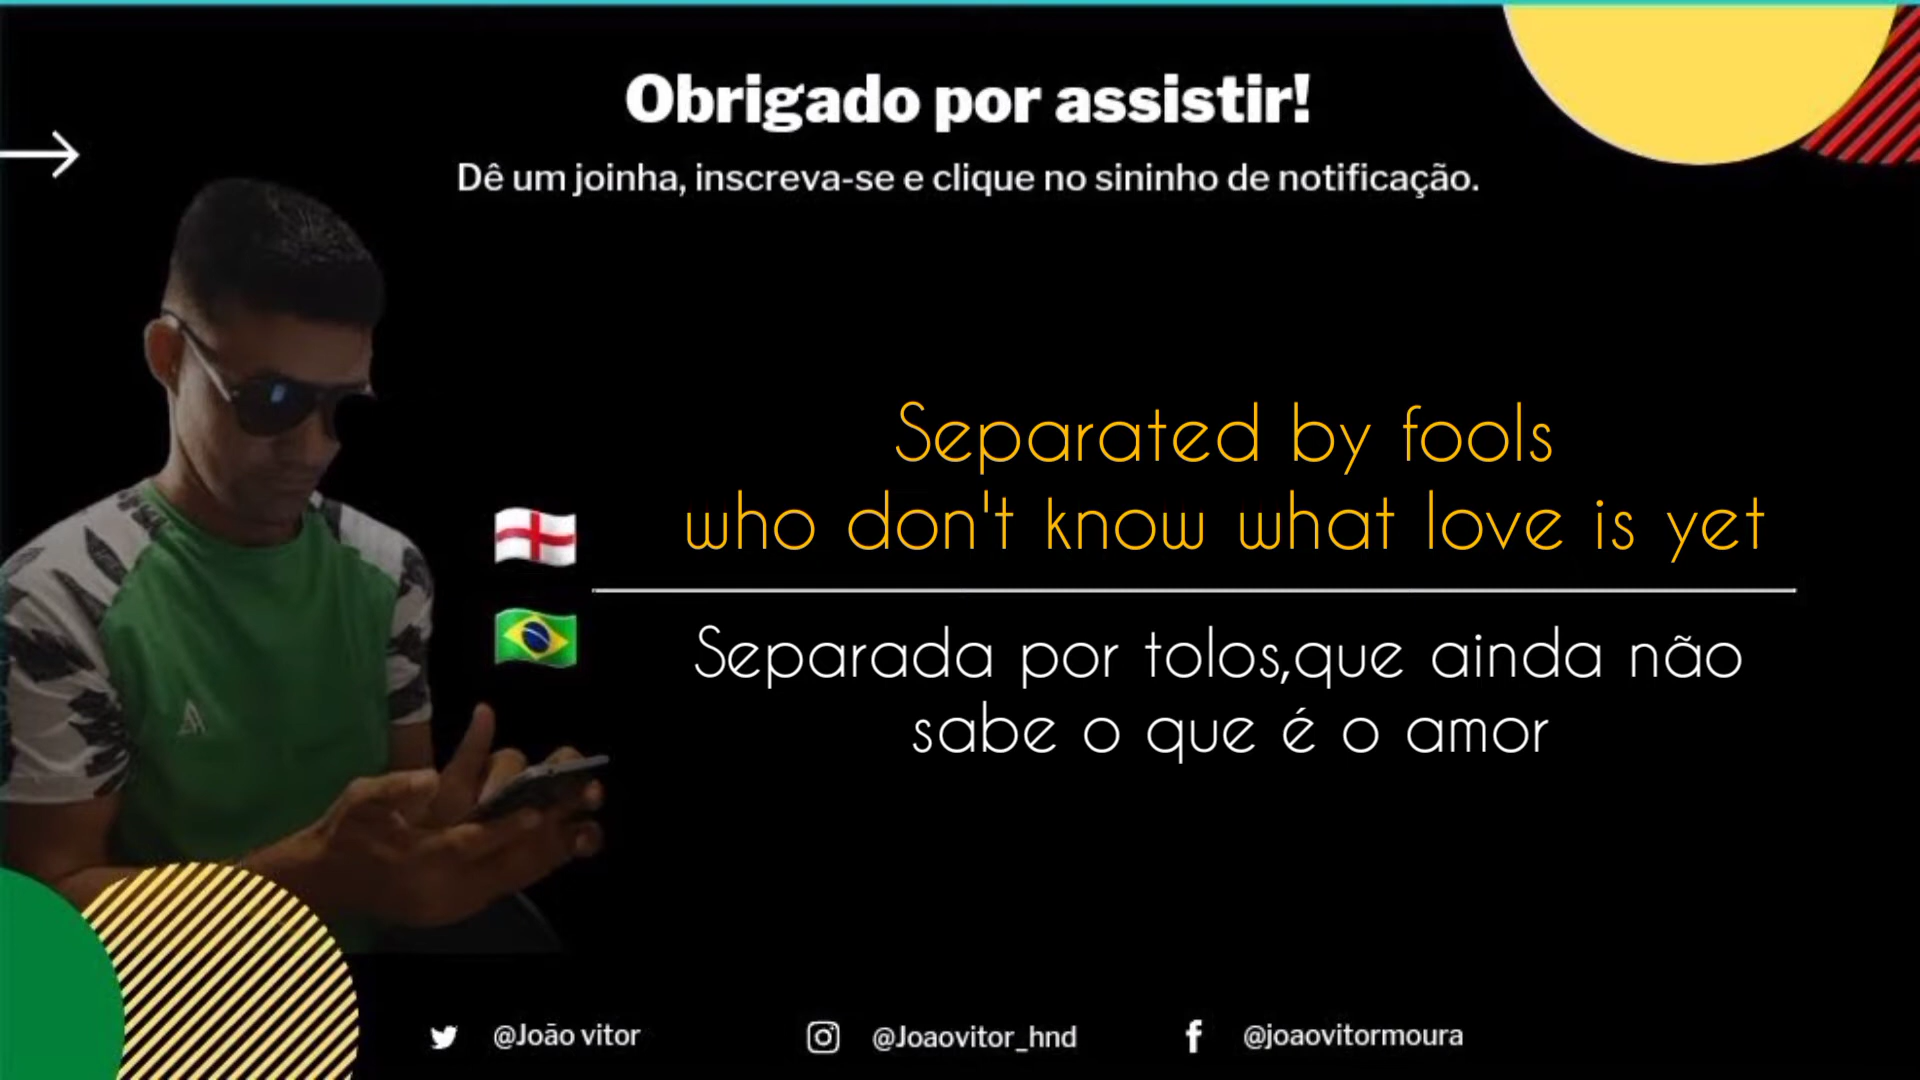 Obrigado por assistir!
Dê um joinha, inscreva-se e clique no sininho de notificação.
Separated by fools
who don't know what love is yet
Separada por tolos,que ainda não
sabe o que é o amor
@João vitor
@Joaovitor_hnd
@joaovitormoura